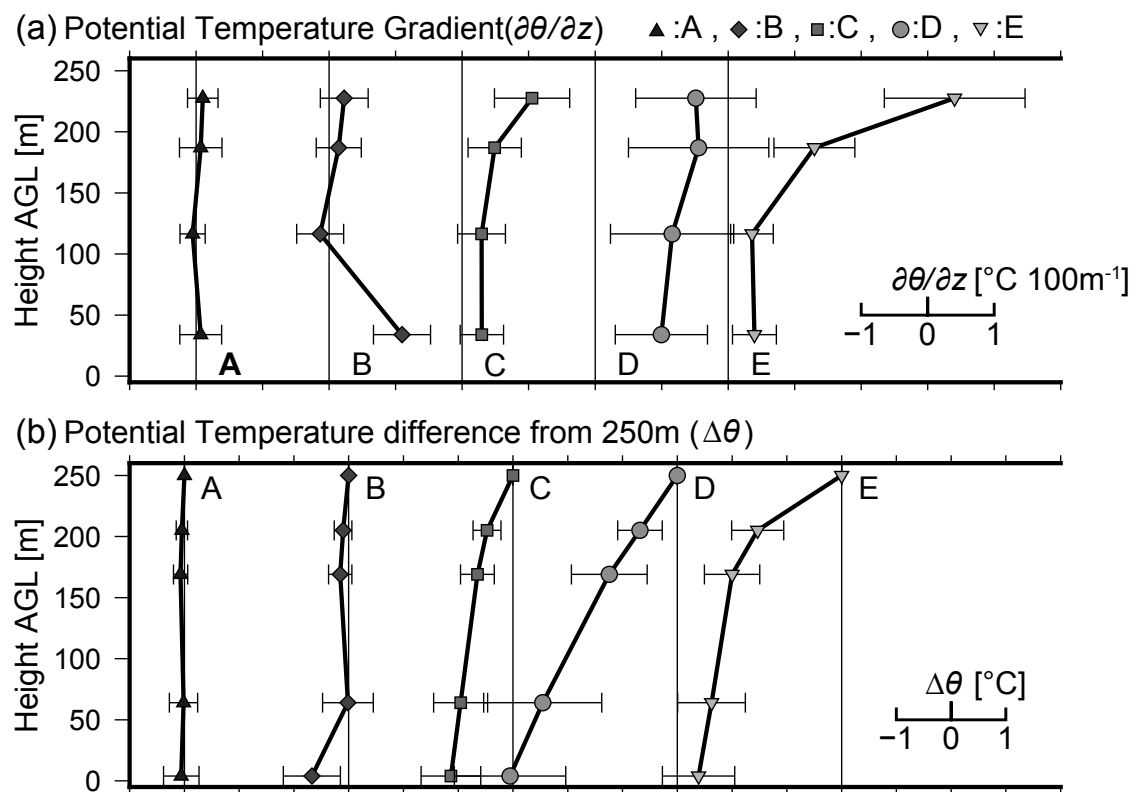 (a) Potential Temperature Gradient(∂θ/∂z) ▲:A , ◆:B , ■:C , ●:D , ▼:E
250
200
150
100
50
0
Height AGL [m]
A B C D E
∂θ/∂z [°C 100m⁻¹]
−1 0 1
(b) Potential Temperature difference from 250m (Δθ)
250
200
150
100
50
0
Height AGL [m]
A B C D E
Δθ [°C]
−1 0 1